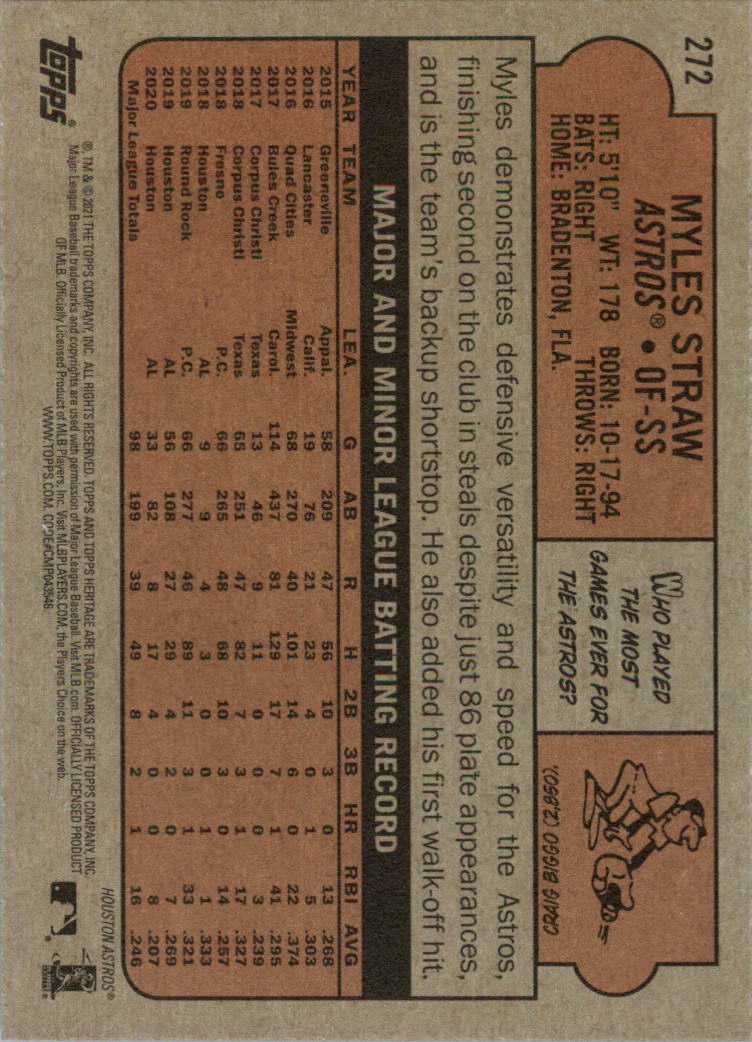 272
MYLES STRAW
ASTROS® • OF-SS
HT: 5'10" WT: 178 BORN: 10-17-94
BATS: RIGHT THROWS: RIGHT
HOME: BRADENTON, FLA.
WHO PLAYED
THE MOST
GAMES EVER FOR
THE ASTROS?
CRAIG BIGGIO (2,850).
Myles demonstrates defensive versatility and speed for the Astros,
finishing second on the club in steals despite just 86 plate appearances,
and is the team's backup shortstop. He also added his first walk-off hit.
MAJOR AND MINOR LEAGUE BATTING RECORD
YEAR TEAM LEA. G AB R H 2B 3B HR RBI AVG
2015 Greeneville Appal. 58 209 47 56 10 3 0 13 .268
2016 Lancaster Calif. 19 76 21 23 4 0 1 5 .303
2016 Quad Cities Midwest 68 270 40 101 14 6 0 22 .374
2017 Buies Creek Carol. 114 437 81 129 17 7 1 41 .295
2017 Corpus Christi Texas 13 46 9 11 0 0 0 3 .239
2018 Corpus Christi Texas 65 251 47 82 7 3 1 17 .327
2018 Fresno P.C. 66 265 48 68 10 3 0 14 .257
2018 Houston AL 9 9 4 3 0 0 1 1 .333
2019 Round Rock P.C. 66 277 46 89 11 3 1 33 .321
2019 Houston AL 56 108 27 29 4 2 0 7 .269
2020 Houston AL 33 82 8 17 4 0 0 8 .207
Major League Totals 98 199 39 49 8 2 1 16 .246
HOUSTON ASTROS®
topps®
®, TM & © 2021 THE TOPPS COMPANY, INC. ALL RIGHTS RESERVED. TOPPS AND TOPPS HERITAGE ARE TRADEMARKS OF THE TOPPS COMPANY, INC.
Major League Baseball trademarks and copyrights are used with permission of Major League Baseball. Visit MLB.com. OFFICIALLY LICENSED PRODUCT
OF MLB. Officially Licensed Product of MLB Players, Inc. Visit MLBPLAYERS.COM, the Players Choice on the web.
WWW.TOPPS.COM. CODE#CMP043546